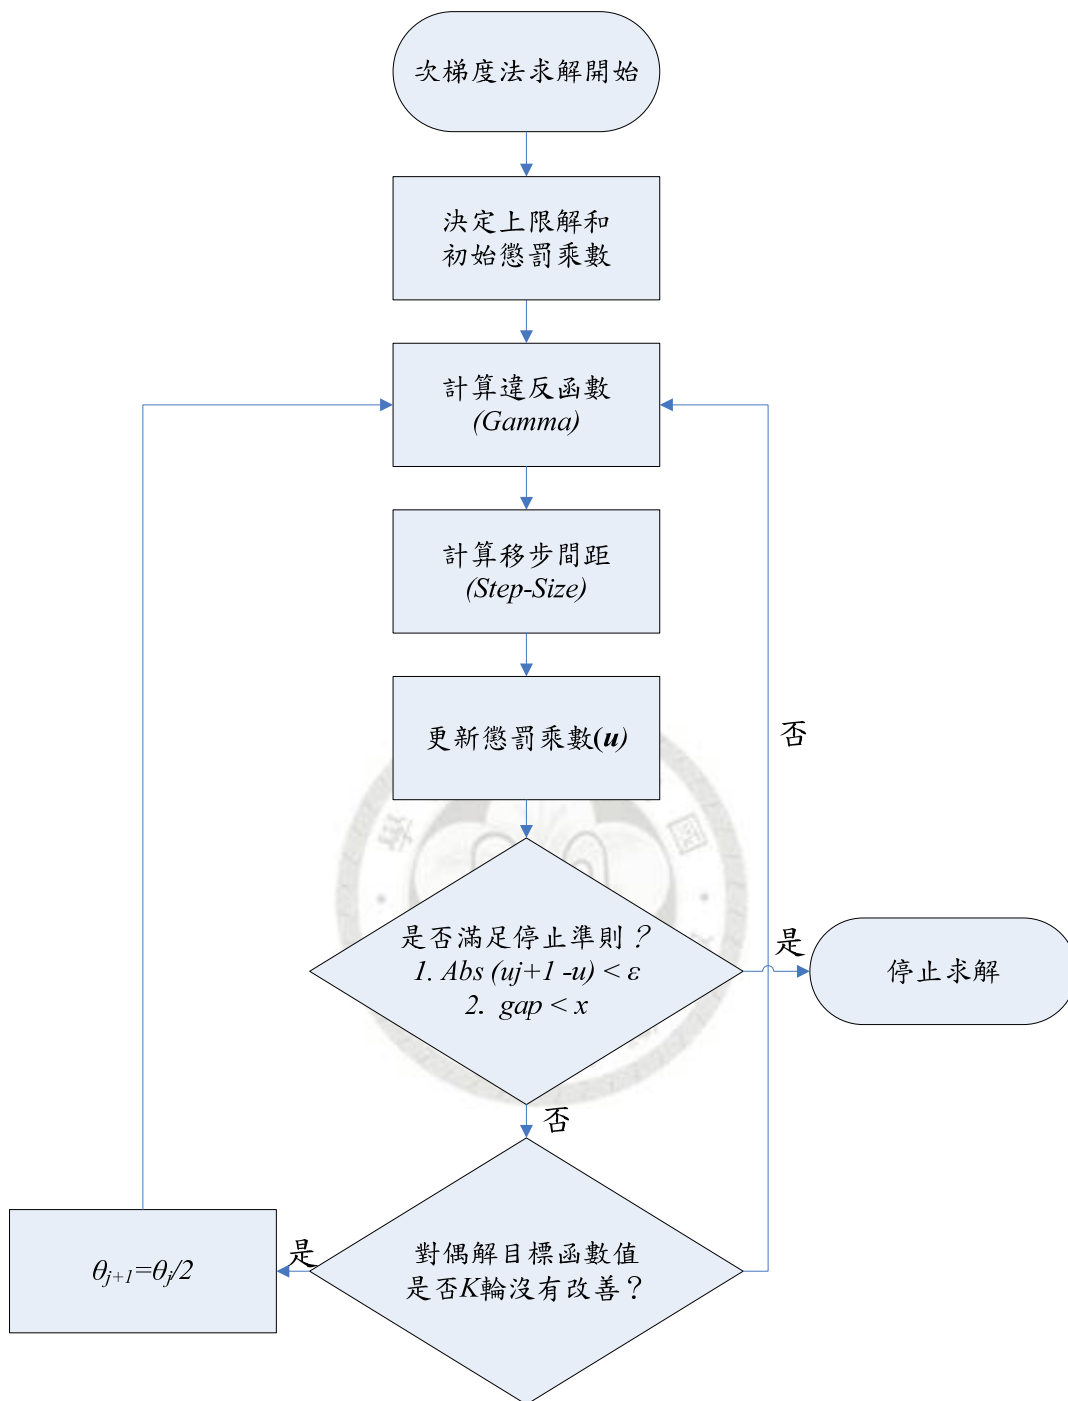 次梯度法求解開始
決定上限解和
初始懲罰乘數
計算違反函數
(Gamma)
計算移步間距
(Step-Size)
更新懲罰乘數(u)
否
學
國
是否滿足停止準則？
1. Abs (uj+1 -u) < ε
2. gap < x
是
停止求解
否
對偶解目標函數值
是否K輪沒有改善？
是
θj+1=θj/2